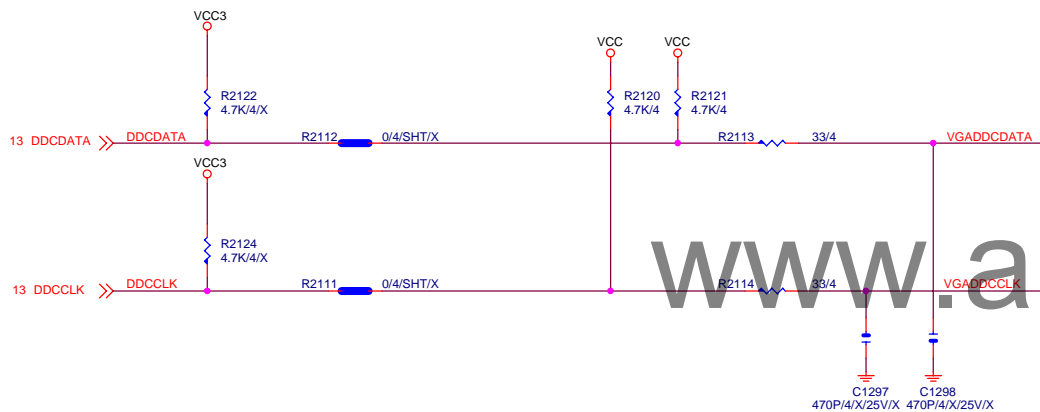 VCC3
VCC VCC
R2122
4.7K/4/X
R2120
4.7K/4
R2121
4.7K/4
13 DDCDATA DDCDATA R2112 0/4/SHT/X R2113 33/4 VGADDCDATA
VCC3
R2124
4.7K/4/X
www.a
13 DDCCLK DDCCLK R2111 0/4/SHT/X R2114 33/4 VGADDCCLK
C1297
470P/4/X/25V/X
C1298
470P/4/X/25V/X